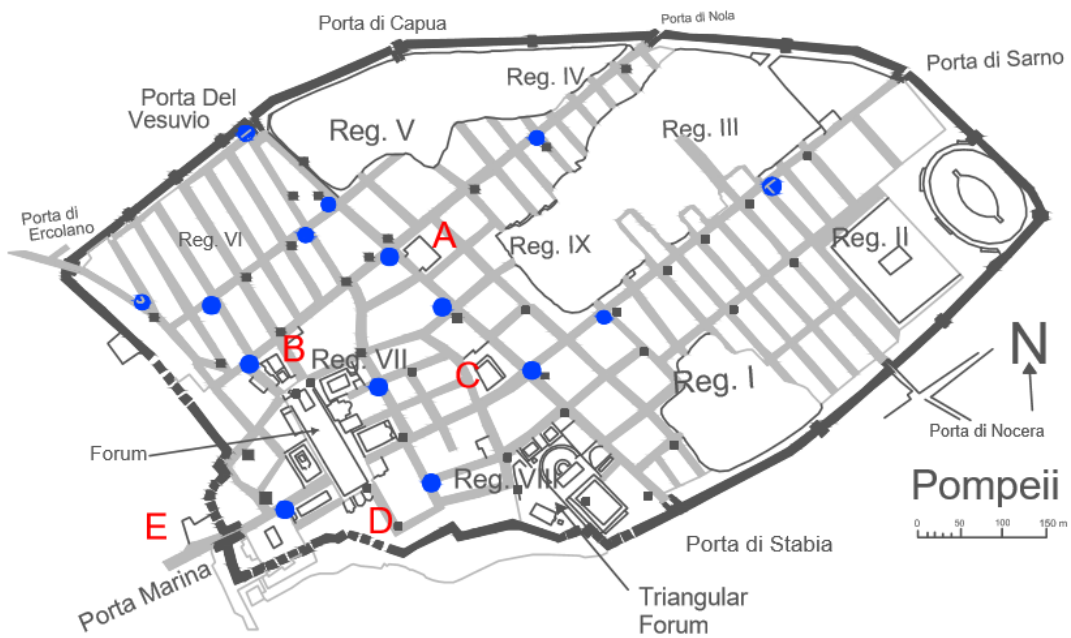 Porta di Nola
Porta di Capua
Porta di Sarno
Reg. IV
Porta Del
Vesuvio
Reg. V
Reg. III
Porta di
Ercolano
Reg. VI
A
Reg. IX
Reg. II
B
Reg. VII
C
Reg. I
N
Forum
Porta di Nocera
Reg. VIII
Pompeii
D
E
0 50 100 150 m
Porta di Stabia
Porta Marina
Triangular
Forum